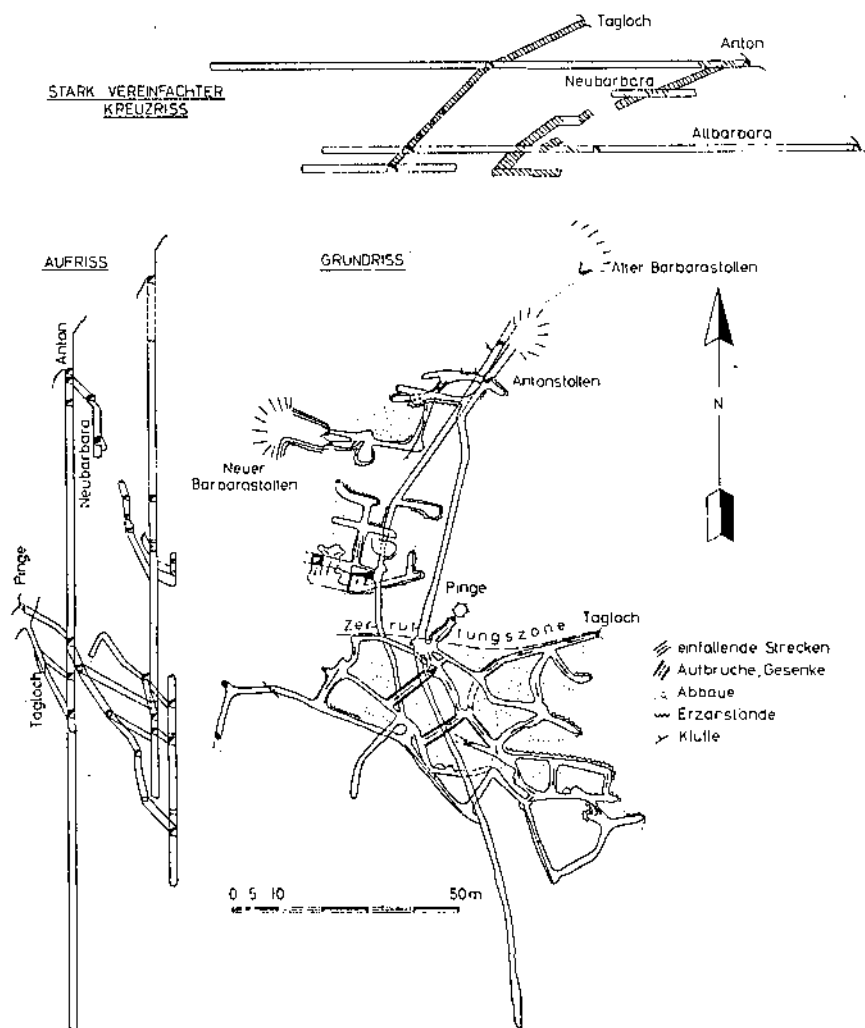 Tagloch
Anton
Neubarbara
STARK VEREINFACHTER
KREUZRISS
Altbarbara
AUFRISS
GRUNDRISS
Alter Barbarastollen
Anton
Antonstollen
N
Neubarbara
Neuer
Barbarastollen
Pinge
Pinge
Zerrüttungszone
Tagloch
Tagloch
einfallende Strecken
Aufbrüche, Gesenke
Abbaue
Erzanstände
Klüfte
0 5 10 50m